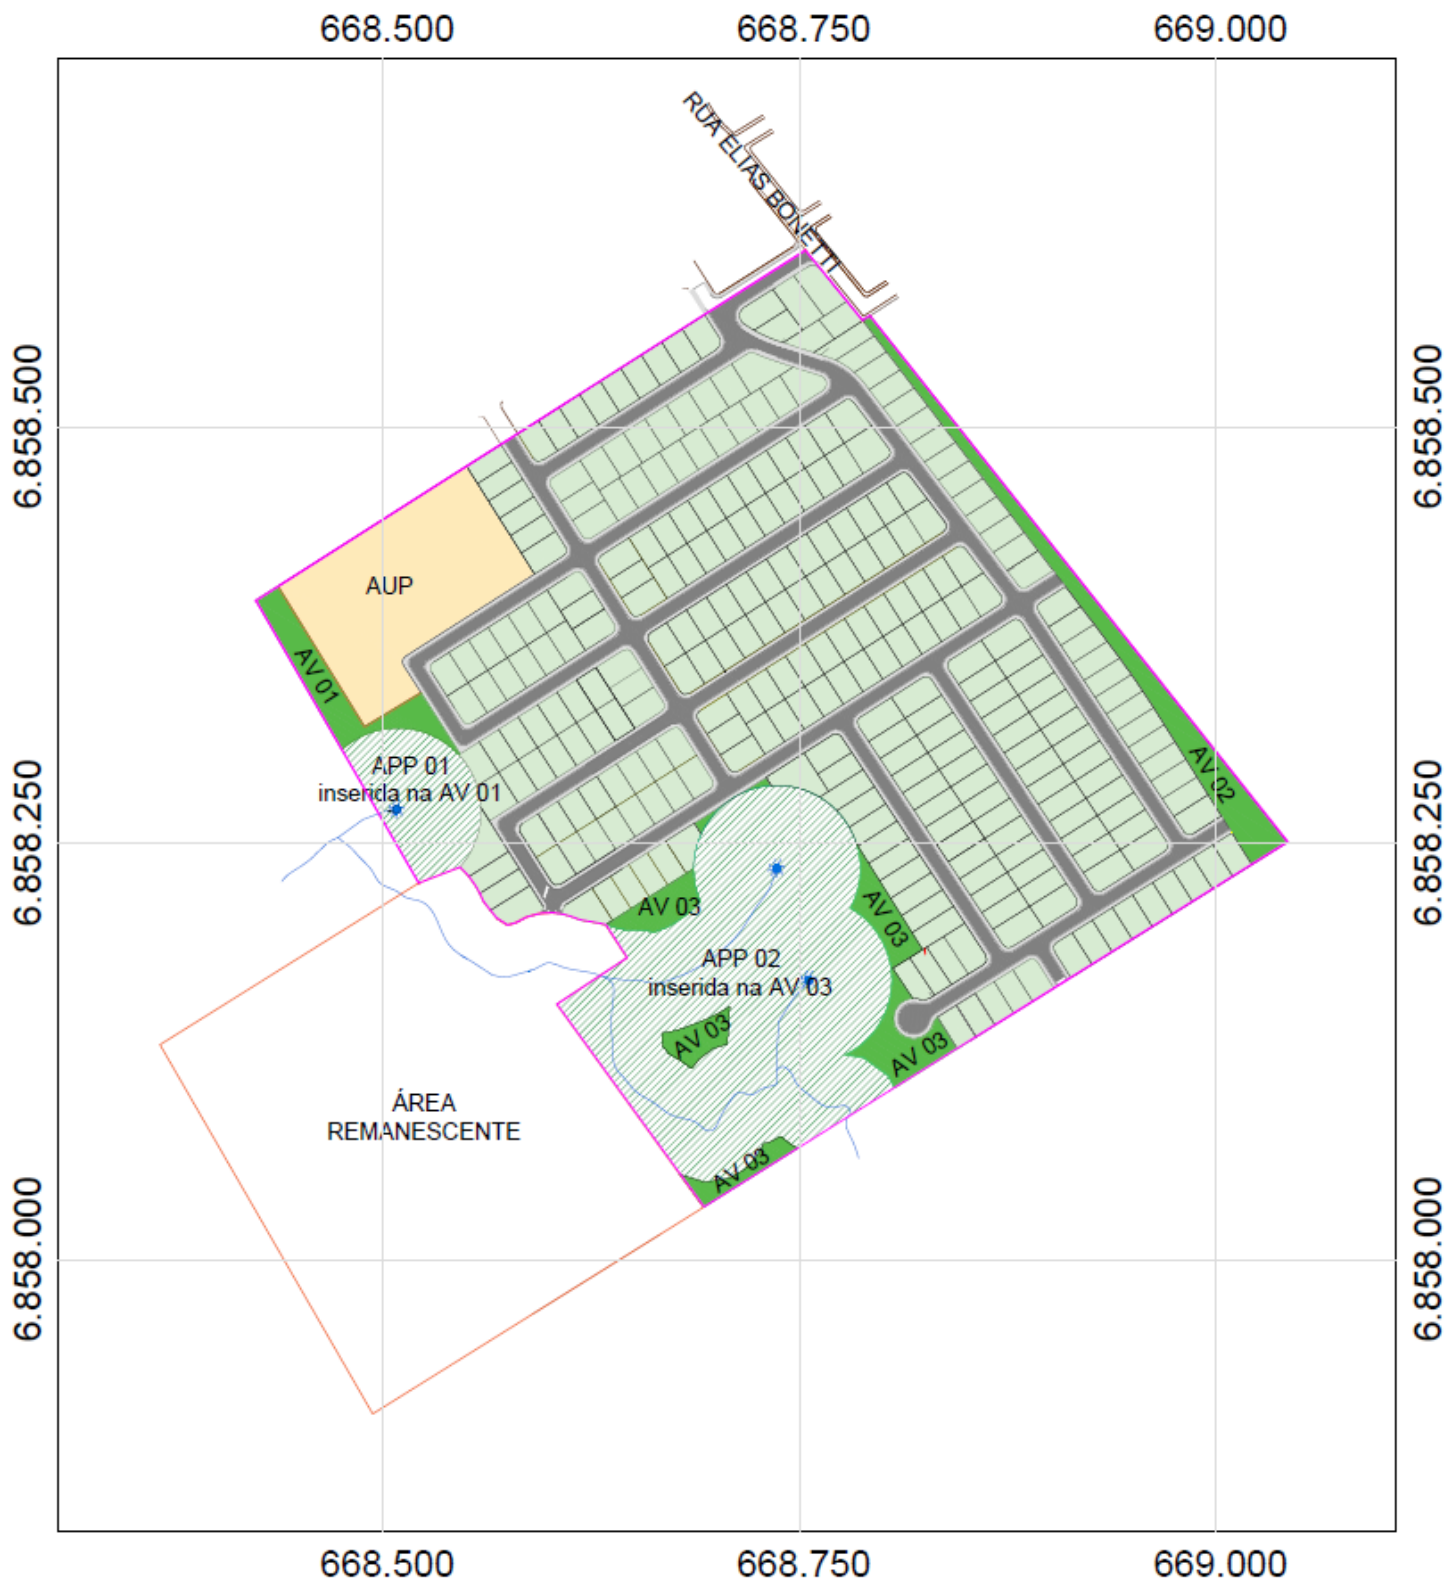 668.500
668.750
669.000
RUA ELIAS BONETTI
6.858.500
6.858.500
AUP
AV 01
APP 01
inserida na AV 01
AV 02
6.858.250
6.858.250
AV 03
AV 03
APP 02
inserida na AV 03
AV 03
AV 03
ÁREA
REMANESCENTE
AV 03
6.858.000
6.858.000
668.500
668.750
669.000